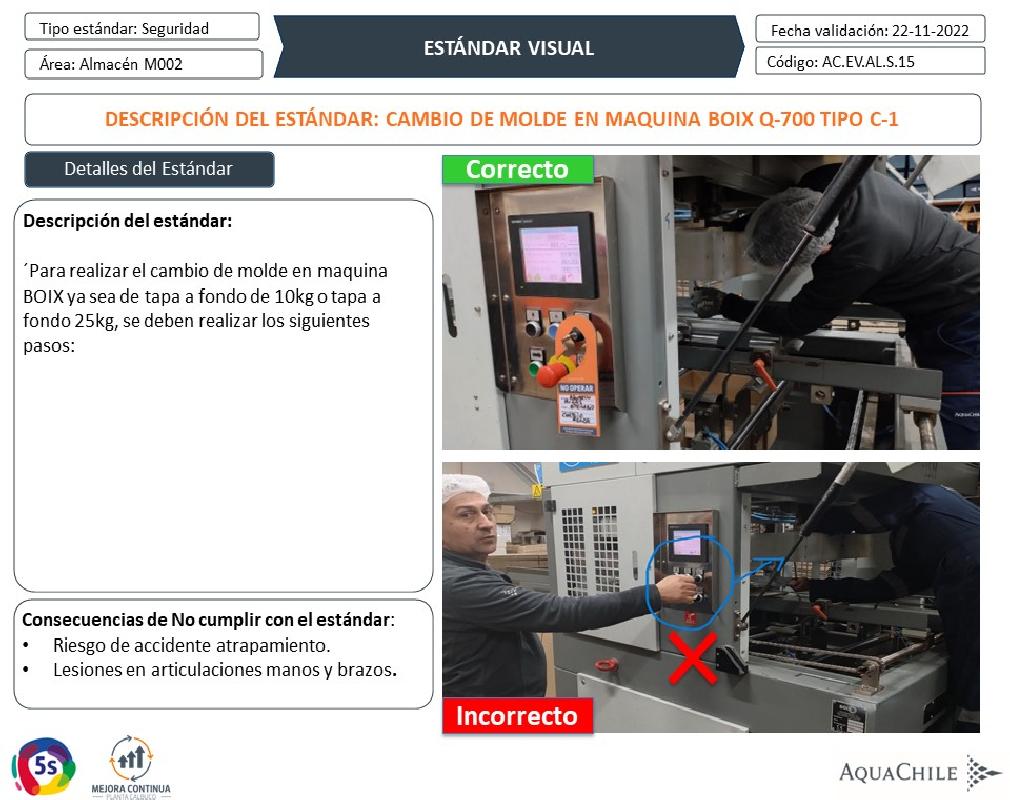 Tipo estándar: Seguridad
Área: Almacén M002
ESTÁNDAR VISUAL
Fecha validación: 22-11-2022
Código: AC.EV.AL.S.15
DESCRIPCIÓN DEL ESTÁNDAR: CAMBIO DE MOLDE EN MAQUINA BOIX Q-700 TIPO C-1
Detalles del Estándar
Descripción del estándar:
´Para realizar el cambio de molde en maquina
BOIX ya sea de tapa a fondo de 10kg o tapa a
fondo 25kg, se deben realizar los siguientes
pasos:
Consecuencias de No cumplir con el estándar:
• Riesgo de accidente atrapamiento.
• Lesiones en articulaciones manos y brazos.
Correcto
NO OPERAR
AQUACHILE
Incorrecto
5s
MEJORA CONTINUA
PLANTA CALBUCO
AQUACHILE